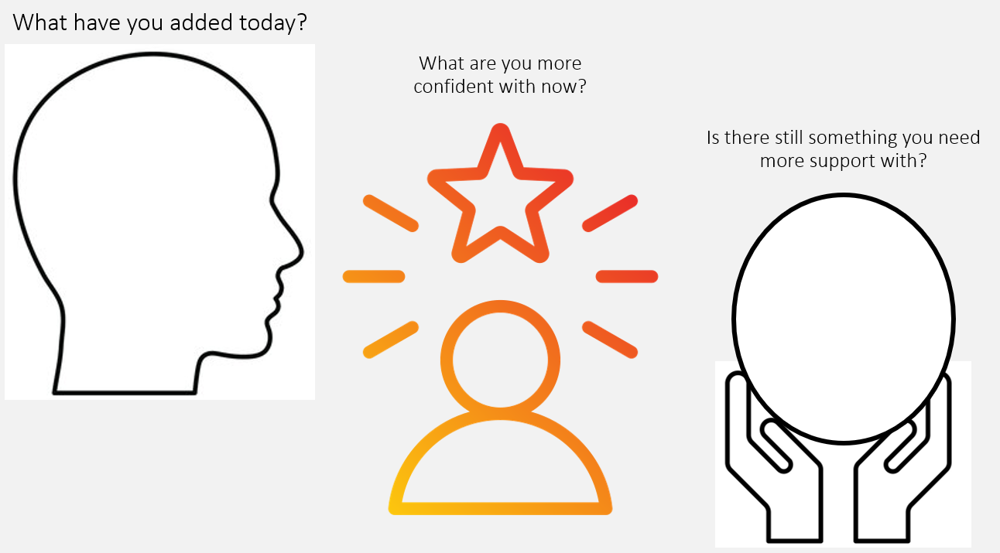 What have you added today?
What are you more
confident with now?
Is there still something you need
more support with?